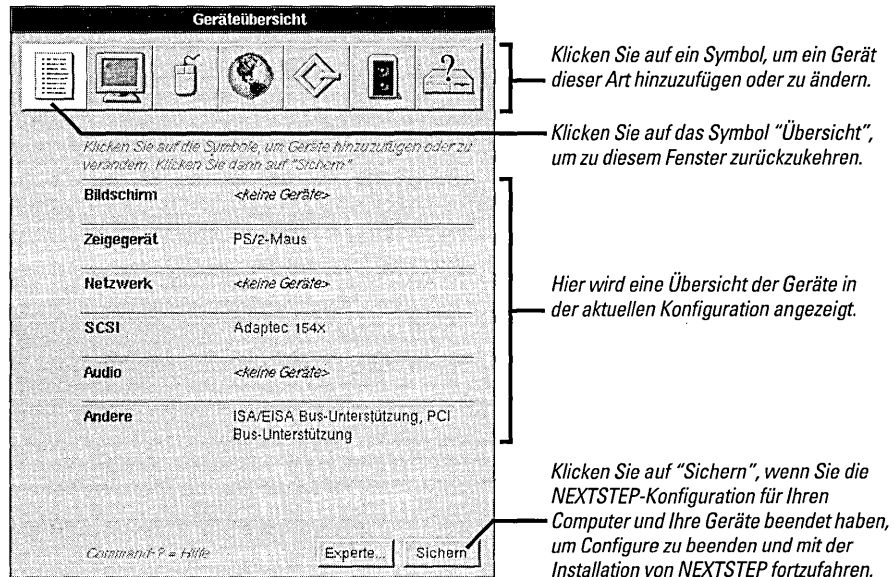 Geräteübersicht
Klicken Sie auf ein Symbol, um ein Gerät
dieser Art hinzuzufügen oder zu ändern.
Klicken Sie auf das Symbol "Übersicht",
um zu diesem Fenster zurückzukehren.
Klicken Sie auf die Symbole, um Geräte hinzuzufügen oder zu
verändern. Klicken Sie dann auf "Sichern".
Bildschirm <keine Geräte>
Zeigegerät PS/2-Maus
Netzwerk <keine Geräte>
Hier wird eine Übersicht der Geräte in
der aktuellen Konfiguration angezeigt.
SCSI Adaptec 154x
Audio <keine Geräte>
Andere ISA/EISA Bus-Unterstützung, PCI
Bus-Unterstützung
Klicken Sie auf "Sichern", wenn Sie die
NEXTSTEP-Konfiguration für Ihren
Computer und Ihre Geräte beendet haben,
um Configure zu beenden und mit der
Installation von NEXTSTEP fortzufahren.
Command-? = Hilfe
Experte... Sichern